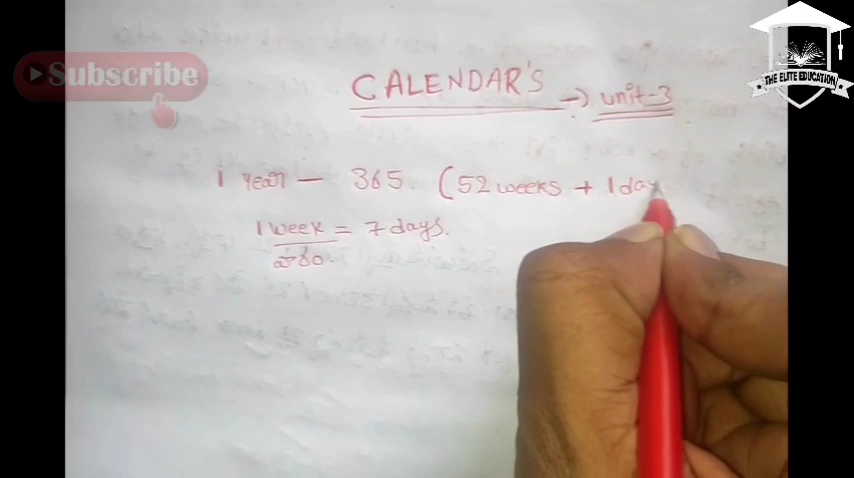 Subscribe
THE ELITE EDUCATION
CALENDAR'S → unit-3
1 year — 365 (52 weeks + 1 day
1 week = 7 days.
వారం